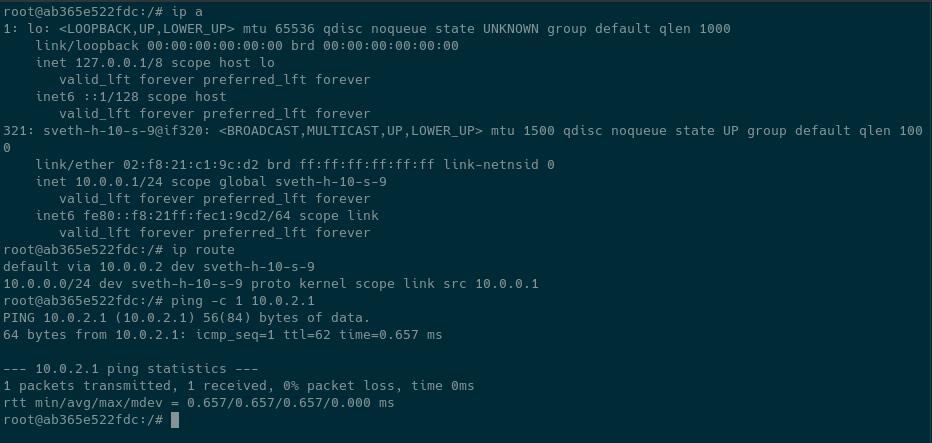 root@ab365e522fdc:/# ip a
1: lo: <LOOPBACK,UP,LOWER_UP> mtu 65536 qdisc noqueue state UNKNOWN group default qlen 1000
    link/loopback 00:00:00:00:00:00 brd 00:00:00:00:00:00
    inet 127.0.0.1/8 scope host lo
       valid_lft forever preferred_lft forever
    inet6 ::1/128 scope host
       valid_lft forever preferred_lft forever
321: sveth-h-10-s-9@if320: <BROADCAST,MULTICAST,UP,LOWER_UP> mtu 1500 qdisc noqueue state UP group default qlen 100
0
    link/ether 02:f8:21:c1:9c:d2 brd ff:ff:ff:ff:ff:ff link-netnsid 0
    inet 10.0.0.1/24 scope global sveth-h-10-s-9
       valid_lft forever preferred_lft forever
    inet6 fe80::f8:21ff:fec1:9cd2/64 scope link
       valid_lft forever preferred_lft forever
root@ab365e522fdc:/# ip route
default via 10.0.0.2 dev sveth-h-10-s-9
10.0.0.0/24 dev sveth-h-10-s-9 proto kernel scope link src 10.0.0.1
root@ab365e522fdc:/# ping -c 1 10.0.2.1
PING 10.0.2.1 (10.0.2.1) 56(84) bytes of data.
64 bytes from 10.0.2.1: icmp_seq=1 ttl=62 time=0.657 ms

--- 10.0.2.1 ping statistics ---
1 packets transmitted, 1 received, 0% packet loss, time 0ms
rtt min/avg/max/mdev = 0.657/0.657/0.657/0.000 ms
root@ab365e522fdc:/#